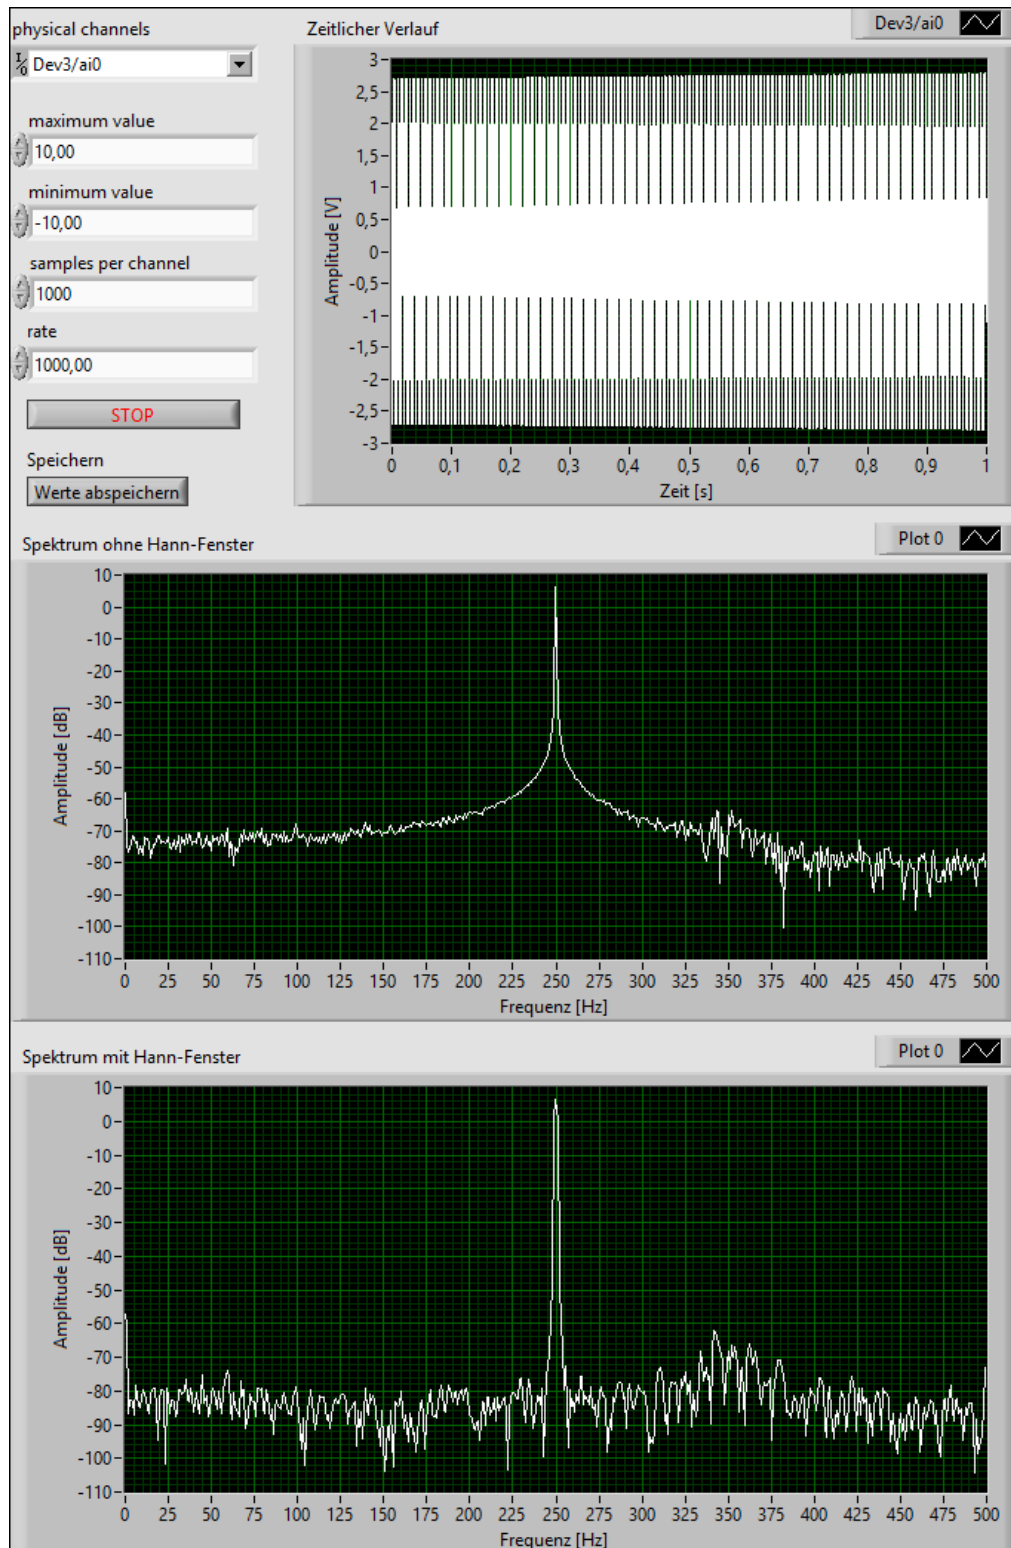 physical channels
I/O Dev3/ai0
maximum value
10,00
minimum value
-10,00
samples per channel
1000
rate
1000,00
STOP
Speichern
Werte abspeichern
Zeitlicher Verlauf
Dev3/ai0
Amplitude [V]
3
2,5
2
1,5
1
0,5
0
-0,5
-1
-1,5
-2
-2,5
-3
0 0,1 0,2 0,3 0,4 0,5 0,6 0,7 0,8 0,9 1
Zeit [s]
Spektrum ohne Hann-Fenster
Plot 0
Amplitude [dB]
10
0
-10
-20
-30
-40
-50
-60
-70
-80
-90
-100
-110
0 25 50 75 100 125 150 175 200 225 250 275 300 325 350 375 400 425 450 475 500
Frequenz [Hz]
Spektrum mit Hann-Fenster
Plot 0
Amplitude [dB]
10
0
-10
-20
-30
-40
-50
-60
-70
-80
-90
-100
-110
0 25 50 75 100 125 150 175 200 225 250 275 300 325 350 375 400 425 450 475 500
Frequenz [Hz]